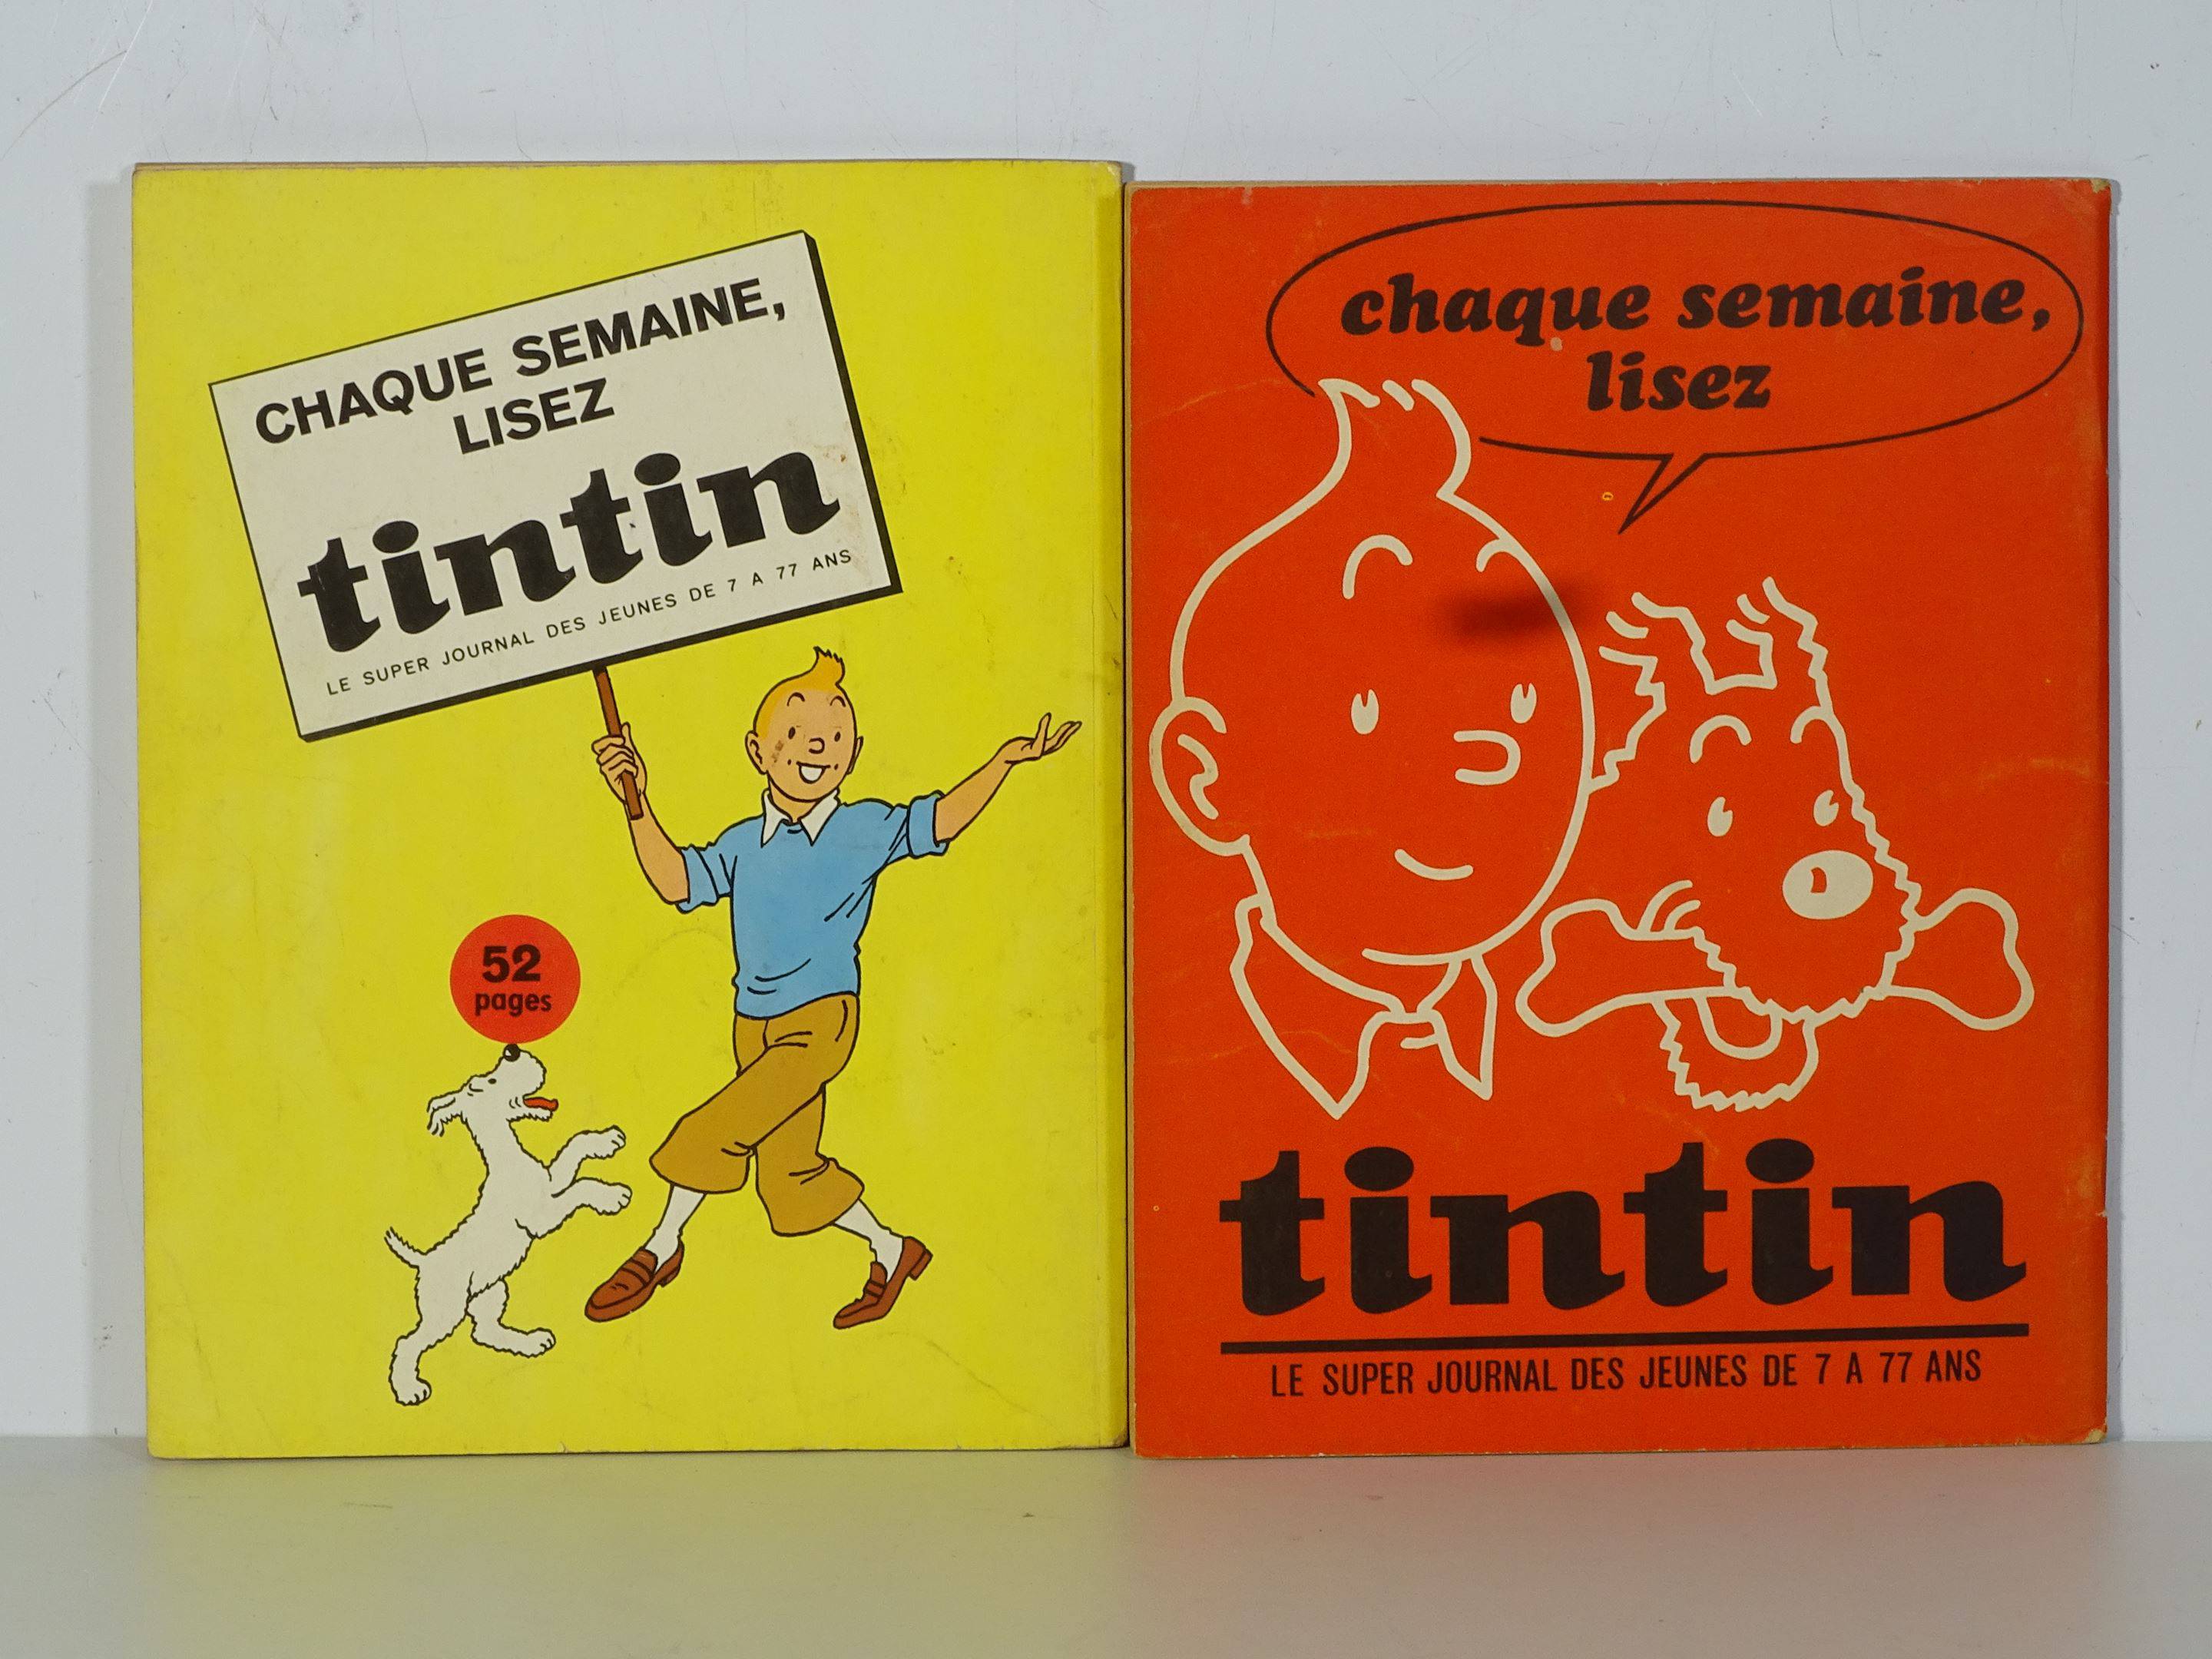 CHAQUE SEMAINE,
LISEZ
tintin
LE SUPER JOURNAL DES JEUNES DE 7 A 77 ANS
52
pages
chaque semaine,
lisez
tintin
LE SUPER JOURNAL DES JEUNES DE 7 A 77 ANS